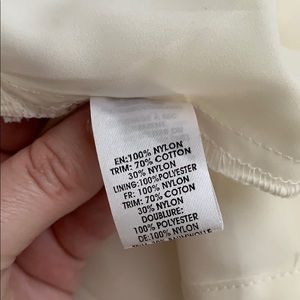 EN:100% NYLON
TRIM: 70% COTTON
30% NYLON
LINING:100%POLYESTER
FR: 100% NYLON
TRIM: 70% COTON
30% NYLON
DOUBLURE:
100% POLYESTER
DE:100% NYLON